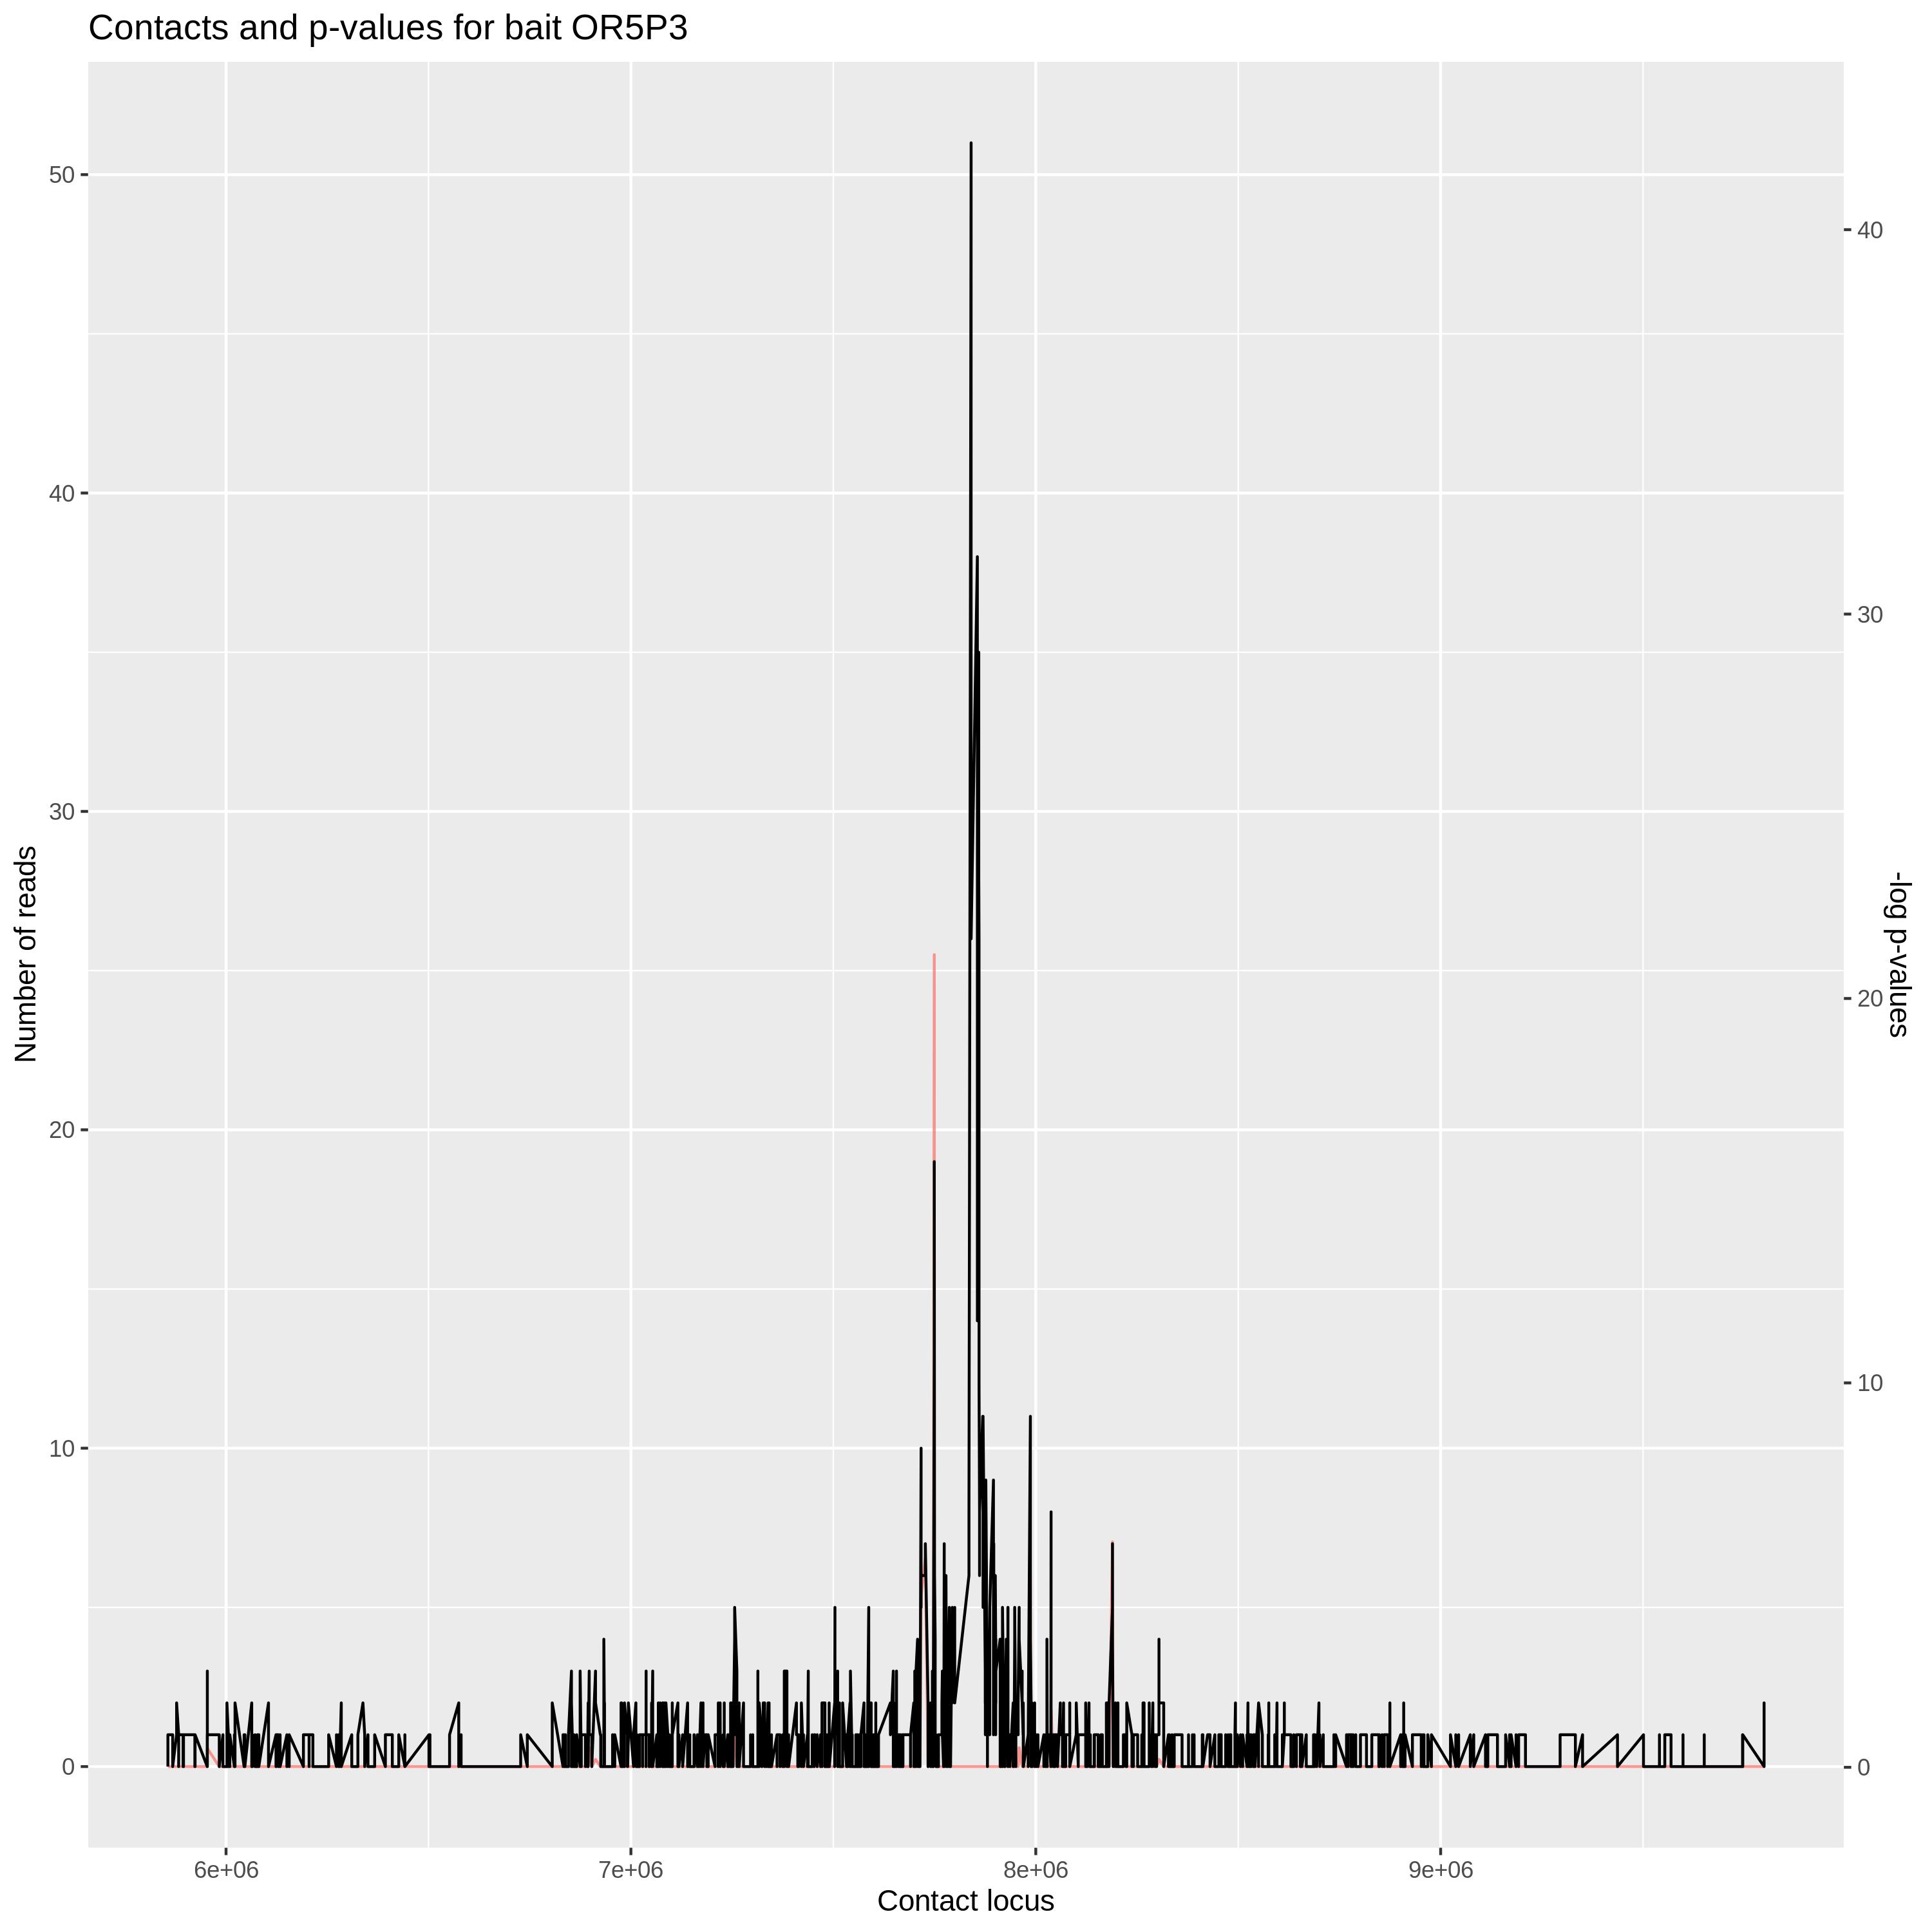 Contacts and p-values for bait OR5P3
50
40
30
20
10
0
Number of reads
40
30
20
10
0
-log p-values
6e+06
7e+06
8e+06
9e+06
Contact locus